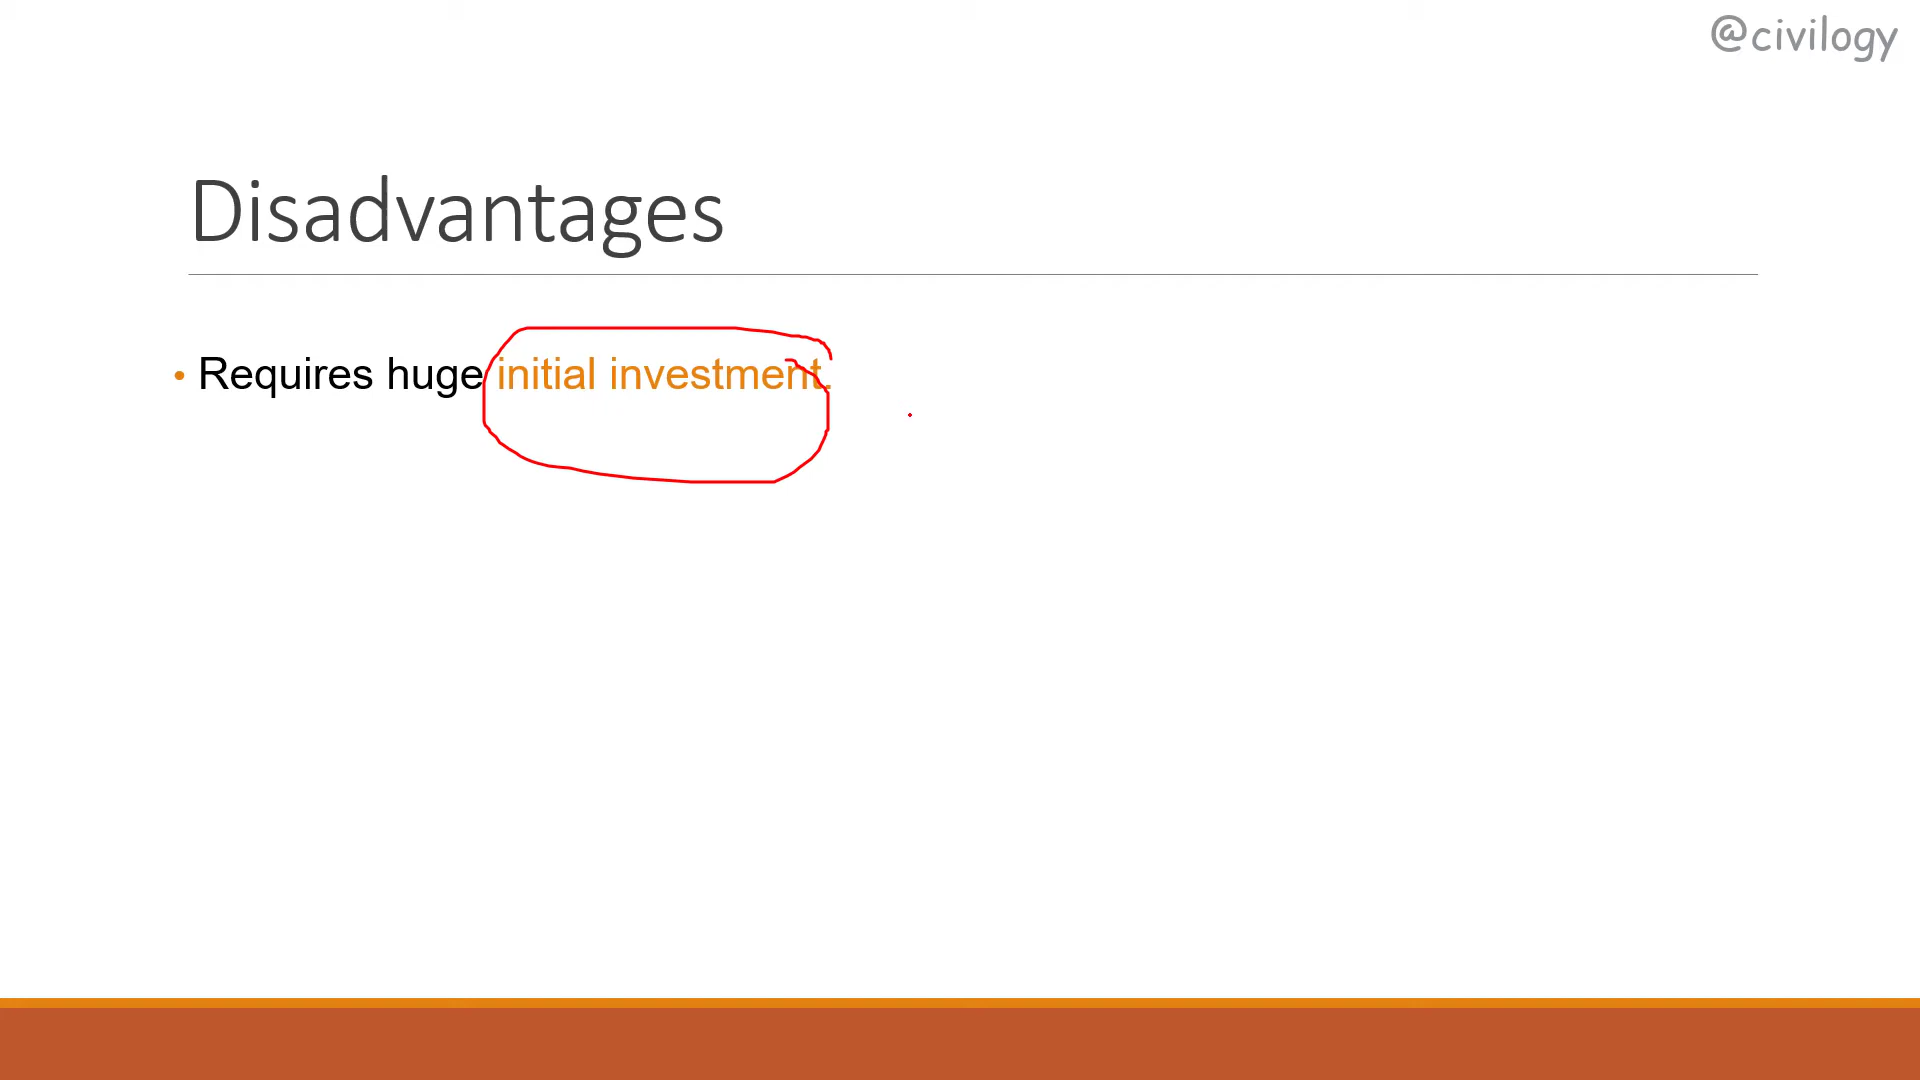 @civilogy
Disadvantages
• Requires huge initial investment.